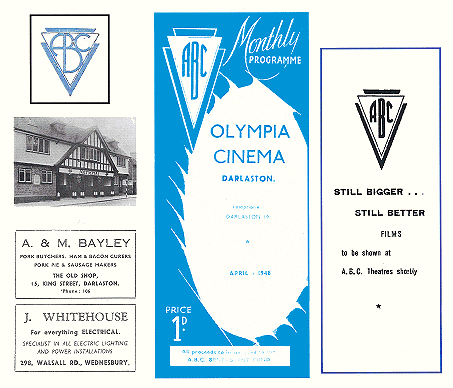 ABC
A. & M. BAYLEY
PORK BUTCHERS. HAM & BACON CURERS
PORK PIE & SAUSAGE MAKERS
THE OLD SHOP,
15, KING STREET, DARLASTON.
'Phone: 106
J. WHITEHOUSE
For everything ELECTRICAL.
SPECIALIST IN ALL ELECTRIC LIGHTING
AND POWER INSTALLATIONS
298, WALSALL RD., WEDNESBURY.
ABC
Monthly
PROGRAMME
OLYMPIA
CINEMA
DARLASTON.
Telephone
DARLASTON 19
APRIL - 1948
PRICE
1D.
All proceeds
A.B.C.
ABC
STILL BIGGER . . .
STILL BETTER
FILMS
to be shown at
A.B.C. Theatres shortly